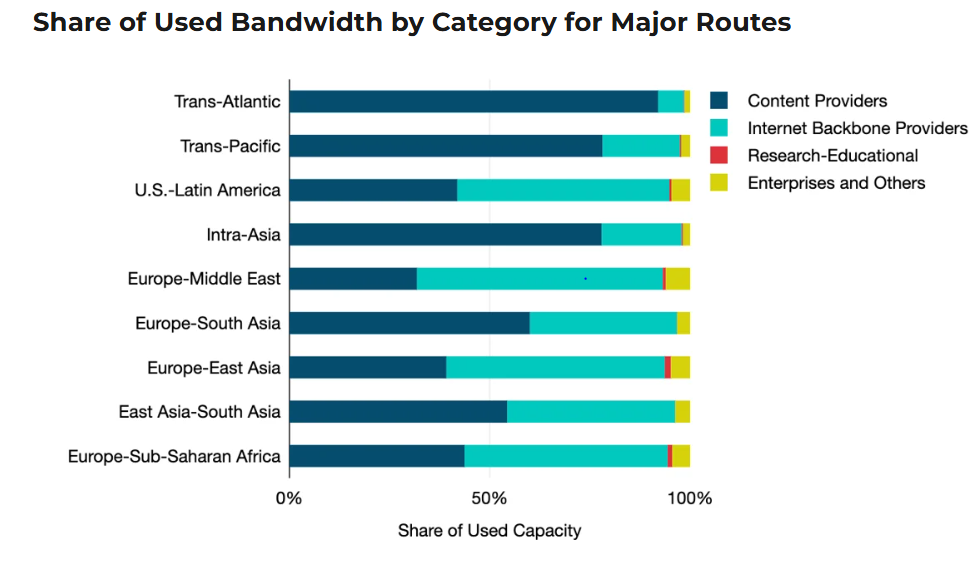 Share of Used Bandwidth by Category for Major Routes
Trans-Atlantic
Trans-Pacific
U.S.-Latin America
Intra-Asia
Europe-Middle East
Europe-South Asia
Europe-East Asia
East Asia-South Asia
Europe-Sub-Saharan Africa
0% 50% 100%
Share of Used Capacity
Content Providers
Internet Backbone Providers
Research-Educational
Enterprises and Others